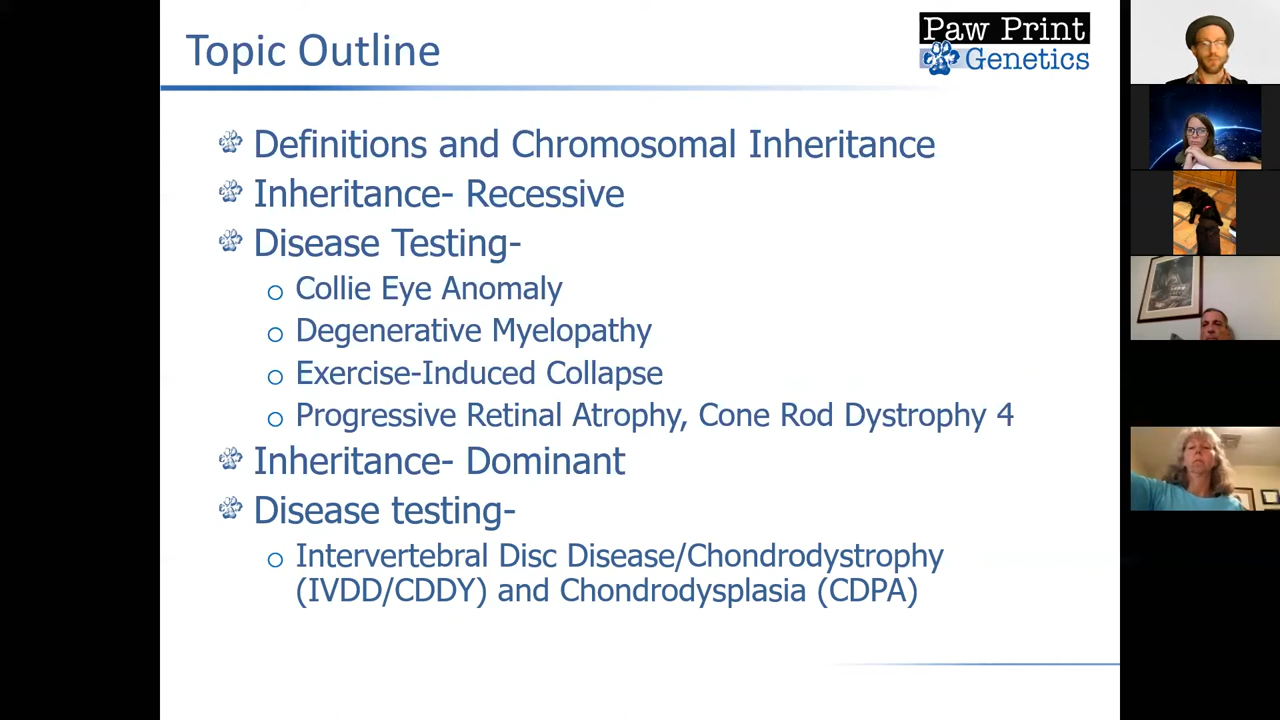 Topic Outline
Paw Print
Genetics
Definitions and Chromosomal Inheritance
Inheritance- Recessive
Disease Testing-
Collie Eye Anomaly
Degenerative Myelopathy
Exercise-Induced Collapse
Progressive Retinal Atrophy, Cone Rod Dystrophy 4
Inheritance- Dominant
Disease testing-
Intervertebral Disc Disease/Chondrodystrophy
(IVDD/CDDY) and Chondrodysplasia (CDPA)